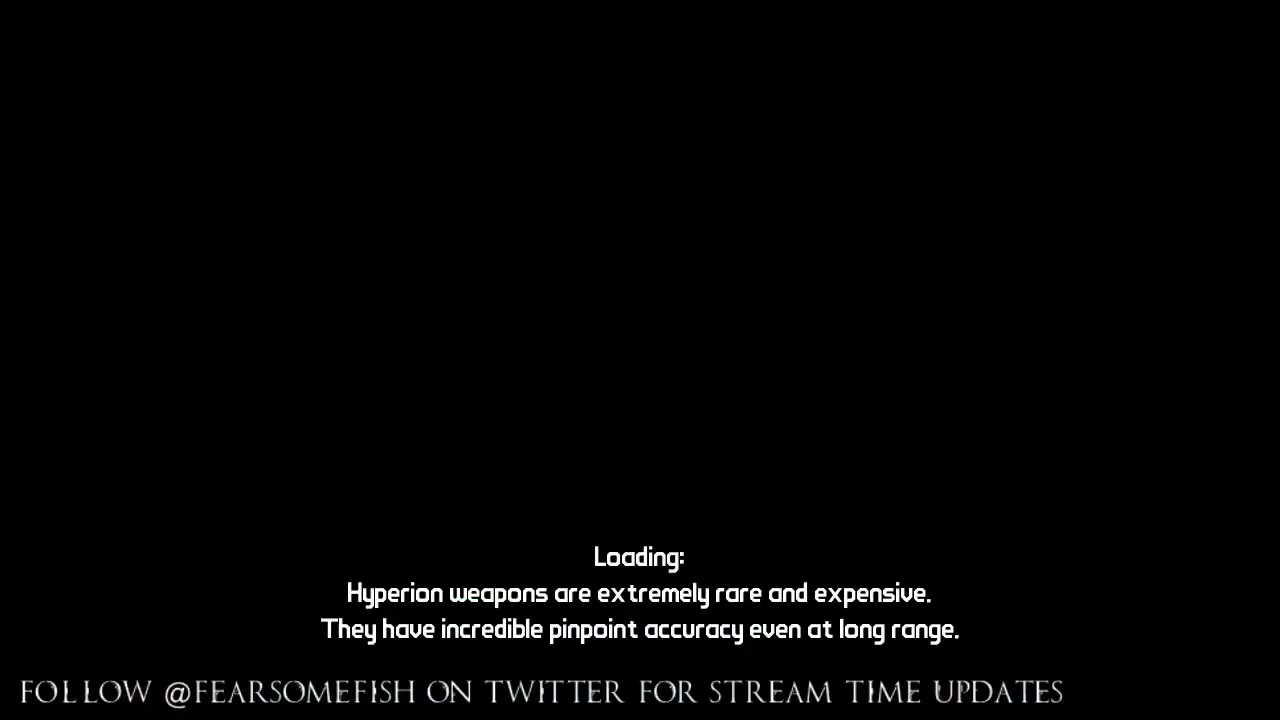 Loading:
Hyperion weapons are extremely rare and expensive.
They have incredible pinpoint accuracy even at long range.
FOLLOW @FEARSOMEFISH ON TWITTER FOR STREAM TIME UPDATES